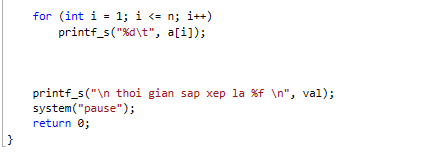 for (int i = 1; i <= n; i++)
printf_s("%d\t", a[i]);
printf_s("\n thoi gian sap xep la %f \n", val);
system("pause");
return 0;
}